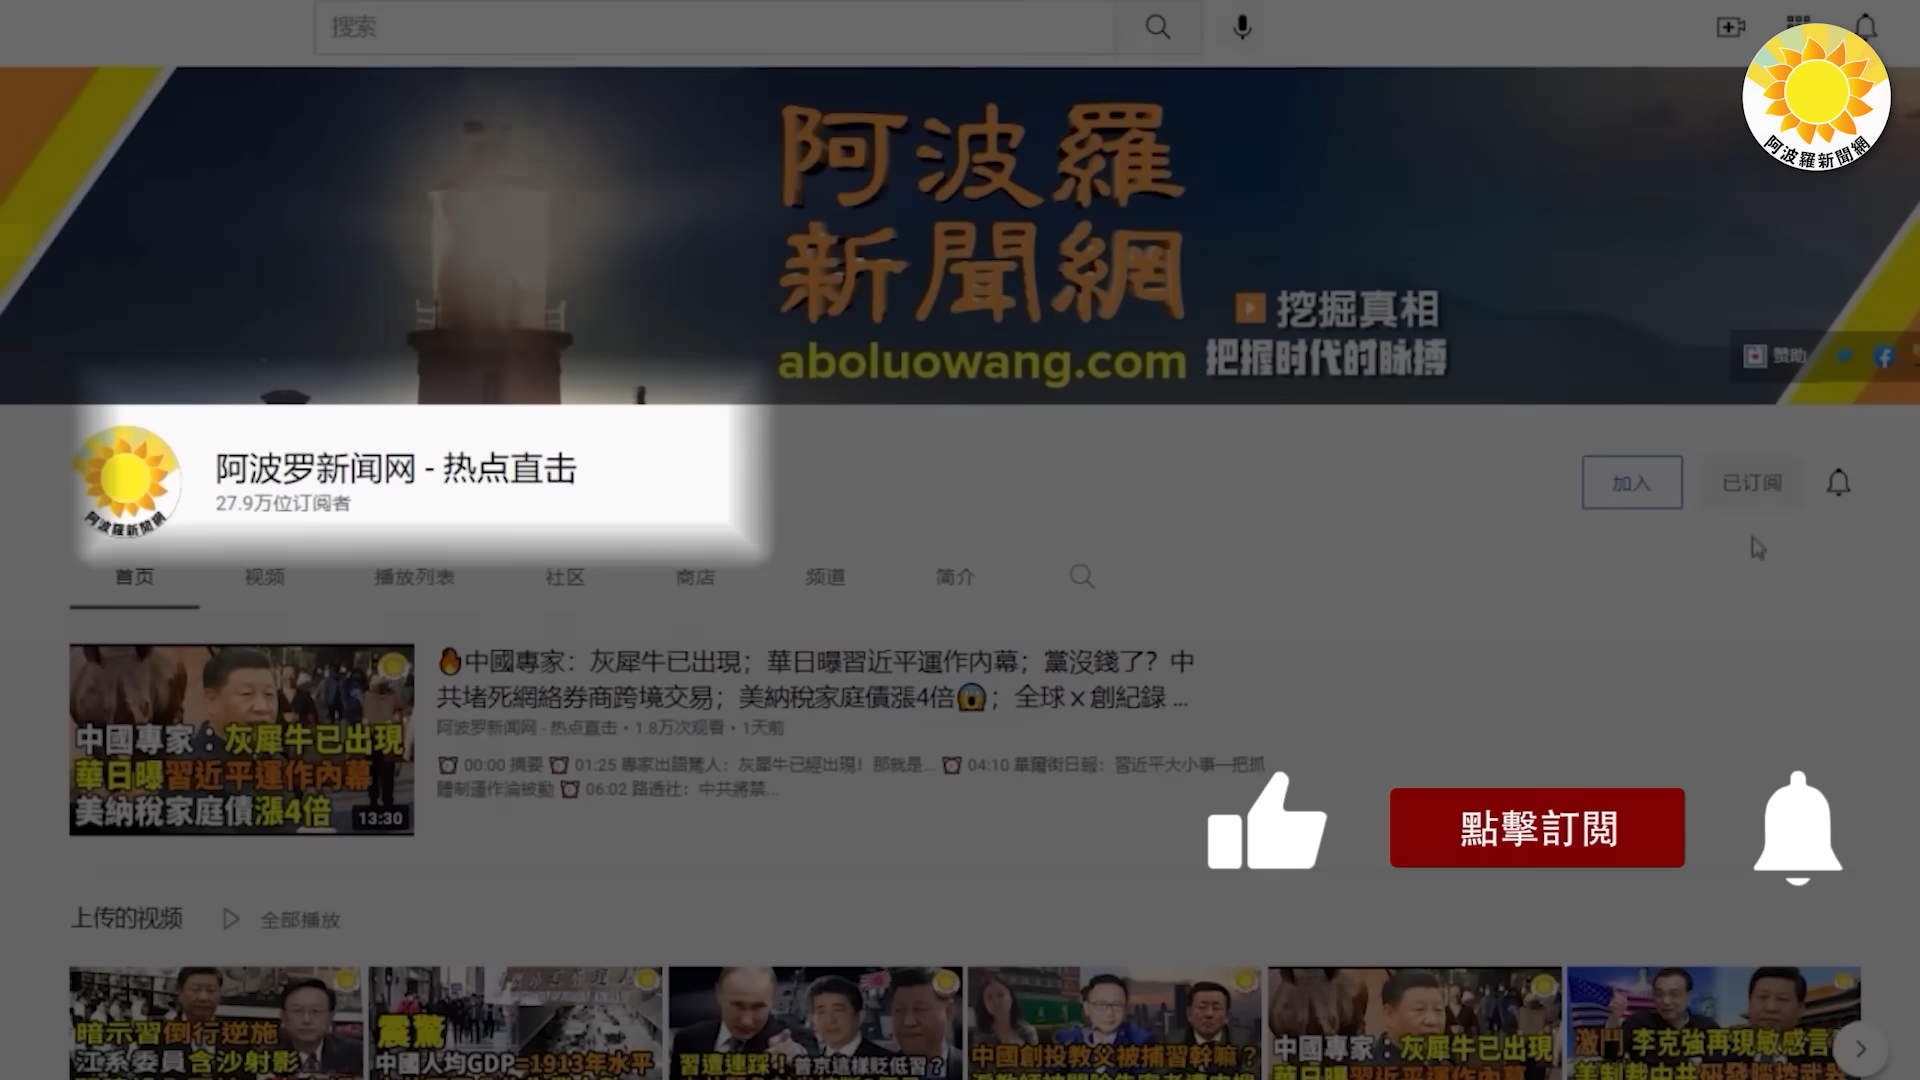 搜索
阿波羅新聞網
阿波羅
新聞網
aboluowang.com
挖掘真相
把握时代的脉搏
赞助
阿波羅新聞網
阿波罗新闻网 - 热点直击
27.9万位订阅者
加入
已订阅
首页
视频
播放列表
社区
商店
频道
简介
中國專家：灰犀牛已出現
華日曝習近平運作內幕
美納稅家庭債漲4倍
13:30
🔥中國專家：灰犀牛已出現；華日曝習近平運作内幕；黨沒錢了？中
共堵死網絡券商跨境交易；美納稅家庭債漲4倍😱；全球ｘ創紀錄 ...
阿波罗新闻网 - 热点直击・1.8万次观看・1天前
⏰ 00:00 摘要 ⏰ 01:25 專家出語驚人：灰犀牛已經出現！那就是... ⏰ 04:10 華爾街日報：習近平大小事一把抓
體制運作淪被動 ⏰ 06:02 路透社：中共將禁...
點擊訂閲
上传的视频
全部播放
暗示習倒行逆施
江系委員含沙射影
震驚
中國人均GDP=1913年水平
習遭連踩！普京這樣貶低習？
中國創投教父被捕習幹嘛？
中國專家：灰犀牛已出現
激鬥 李克強再現敏感言